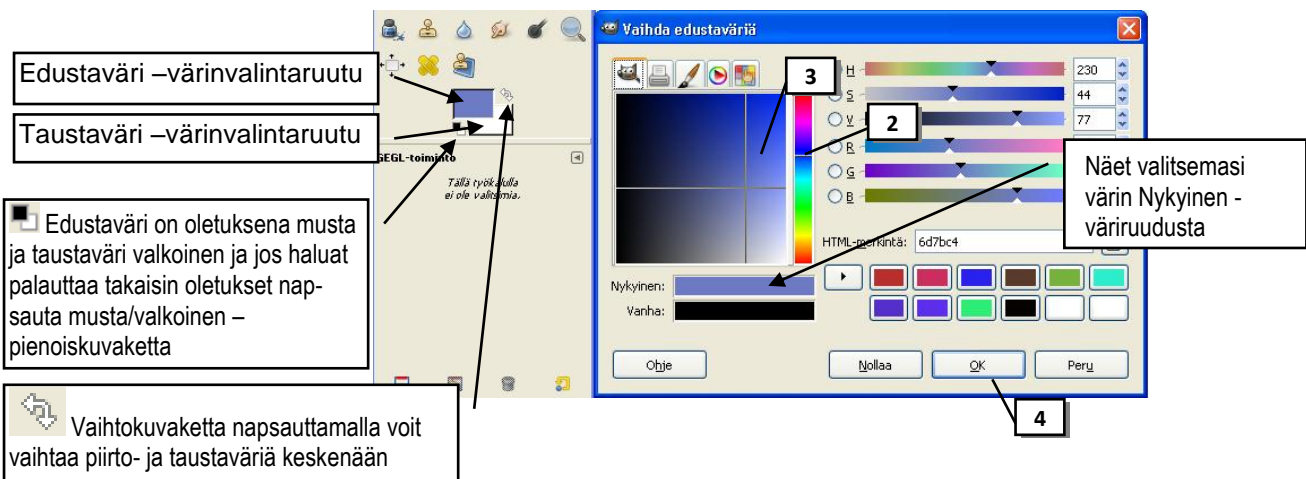 Edustaväri –värinvalintaruutu
Taustaväri –värinvalintaruutu
GEGL-toiminto
Tällä työkalulla
ei ole valitsimia.
Edustaväri on oletuksena musta
ja taustaväri valkoinen ja jos haluat
palauttaa takaisin oletukset nap-
sauta musta/valkoinen –
pienoiskuvaketta
Vaihtokuvaketta napsauttamalla voit
vaihtaa piirto- ja taustaväriä keskenään
Vaihda edustaväriä
3
2
H 230
S 44
V 77
R
G
B
Näet valitsemasi
värin Nykyinen -
väriruudusta
HTML-merkintä: 6d7bc4
Nykyinen:
Vanha:
Ohje
Nollaa
OK
Peru
4